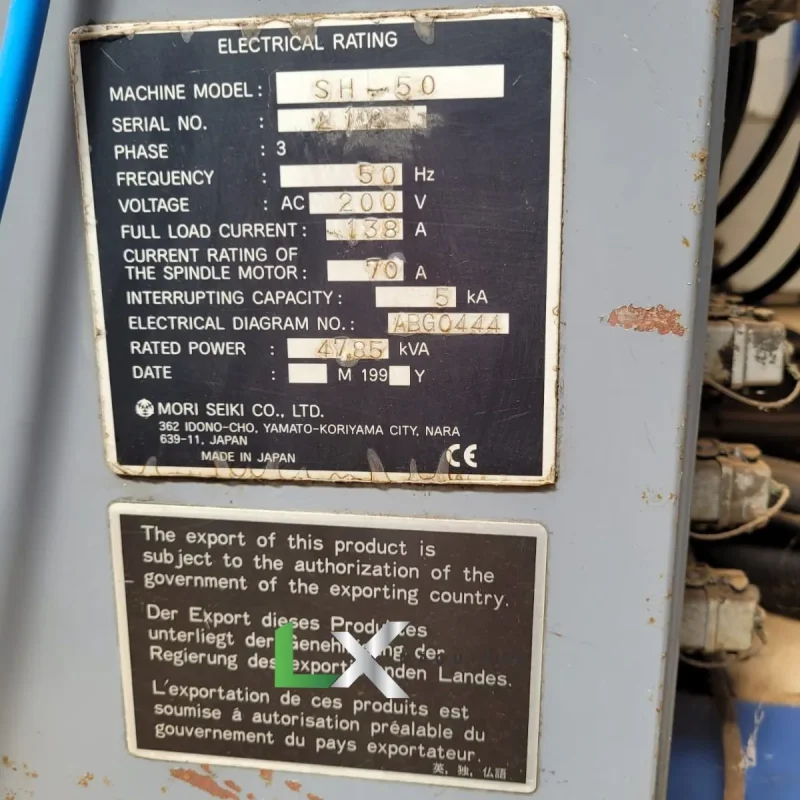 ELECTRICAL RATING
MACHINE MODEL : SH-50
SERIAL NO. :
PHASE : 3
FREQUENCY : 50 Hz
VOLTAGE : AC 200 V
FULL LOAD CURRENT : 138 A
CURRENT RATING OF
THE SPINDLE MOTOR : 70 A
INTERRUPTING CAPACITY : 5 kA
ELECTRICAL DIAGRAM NO. : ABG0444
RATED POWER : 47.85 kVA
DATE : M 199 Y
MORI SEIKI CO., LTD.
362 IDONO-CHO, YAMATO-KORIYAMA CITY, NARA
639-11, JAPAN
MADE IN JAPAN
CE
The export of this product is
subject to the authorization of the
government of the exporting country.
Der Export dieses Produktes
unterliegt der Genehmigung der
Regierung des exportierenden Landes.
LX
L'exportation de ces produits est
soumise á autorisation préalable du
gouvernement du pays exportateur.
英, 独, 仏語